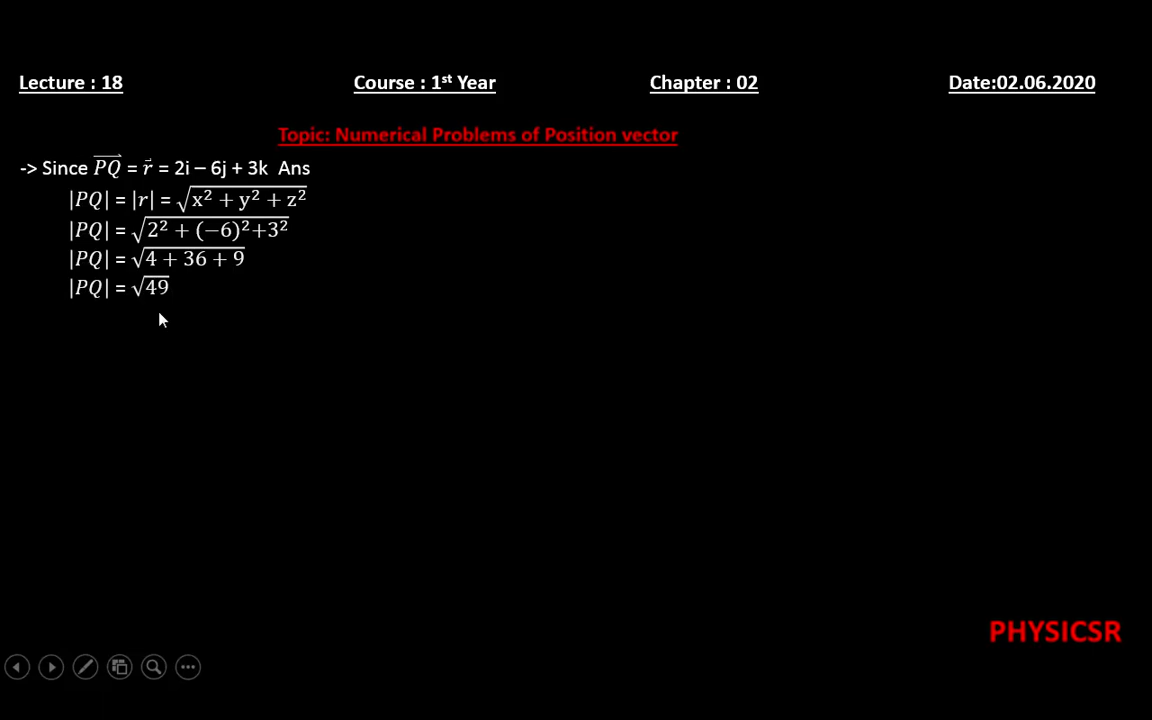 Lecture : 18 Course : 1st Year Chapter : 02 Date:02.06.2020
Topic: Numerical Problems of Position vector
-> Since $\overrightarrow{PQ}$ = $\vec{r}$ = 2i – 6j + 3k Ans
|PQ| = |r| = √(x² + y² + z²)
|PQ| = √(2² + (−6)²+3²)
|PQ| = √(4 + 36 + 9)
|PQ| = √49
PHYSICSR